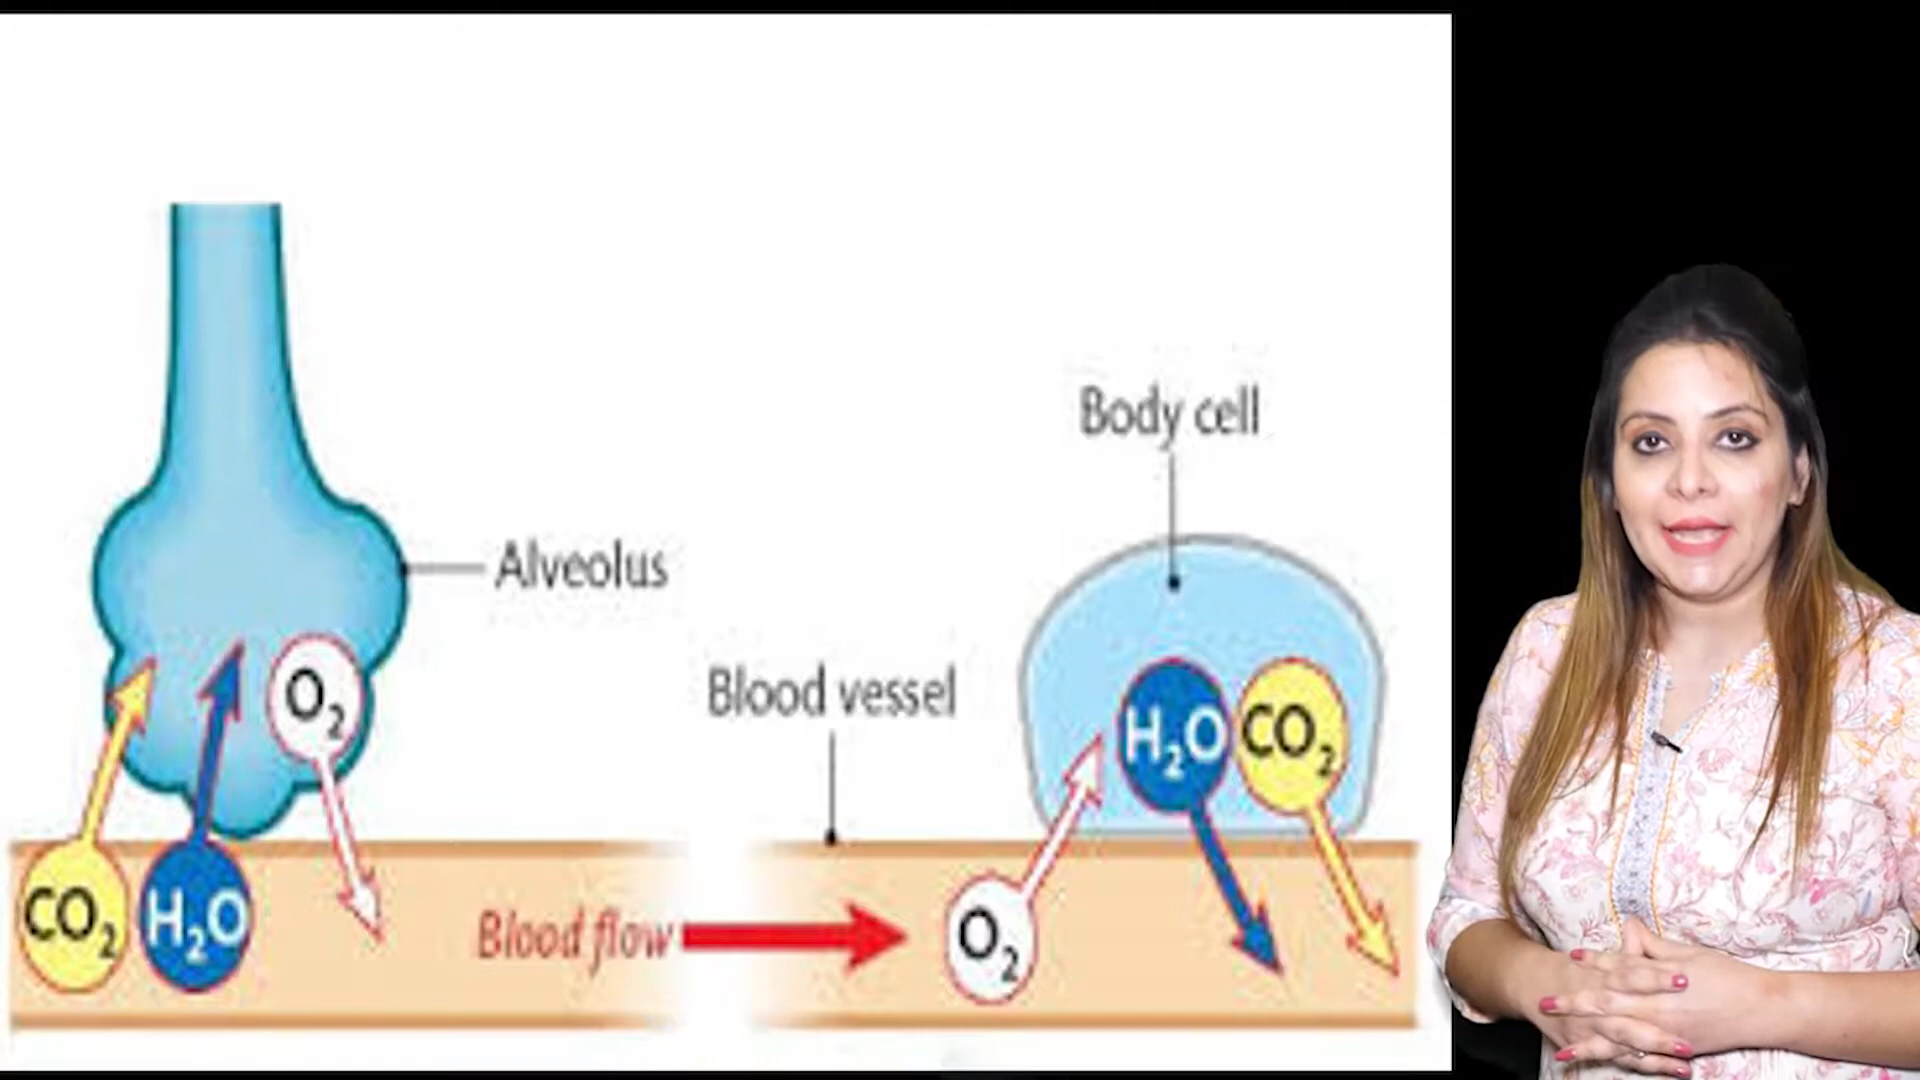 Body cell
Alveolus
Blood vessel
O₂
H₂O
CO₂
CO₂
H₂O
Blood flow
O₂